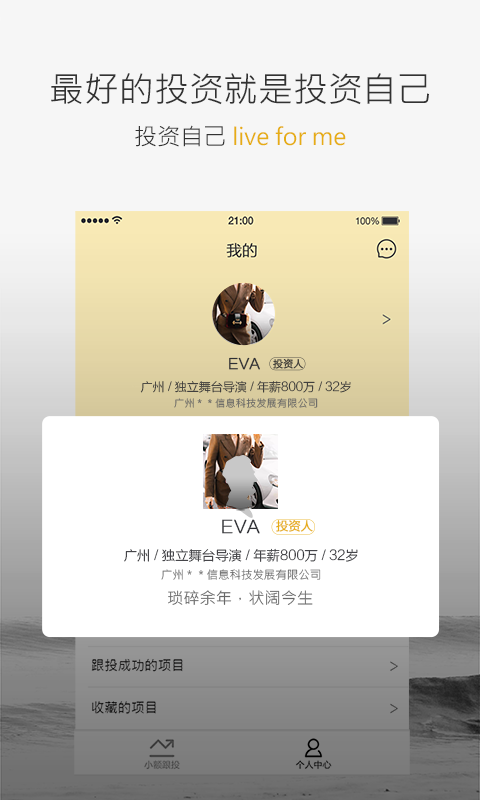 最好的投资就是投资自己
投资自己 live for me
21:00
100%
我的
EVA 投资人
广州 / 独立舞台导演 / 年薪800万 / 32岁
广州＊＊信息科技发展有限公司
EVA 投资人
广州 / 独立舞台导演 / 年薪800万 / 32岁
广州＊＊信息科技发展有限公司
琐碎余年 · 状阔今生
跟投成功的项目
收藏的项目
小额跟投
个人中心